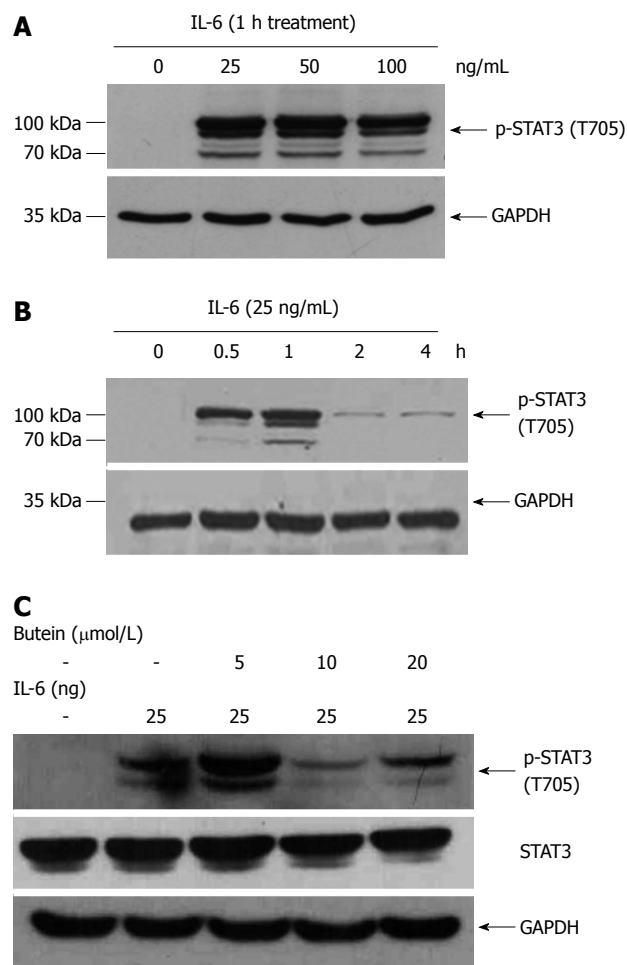 A
IL-6 (1 h treatment)
0 25 50 100 ng/mL
100 kDa
p-STAT3 (T705)
70 kDa
35 kDa
GAPDH
B
IL-6 (25 ng/mL)
0 0.5 1 2 4 h
100 kDa
p-STAT3
(T705)
70 kDa
35 kDa
GAPDH
C
Butein (μmol/L)
- - 5 10 20
IL-6 (ng)
- 25 25 25 25
p-STAT3
(T705)
STAT3
GAPDH